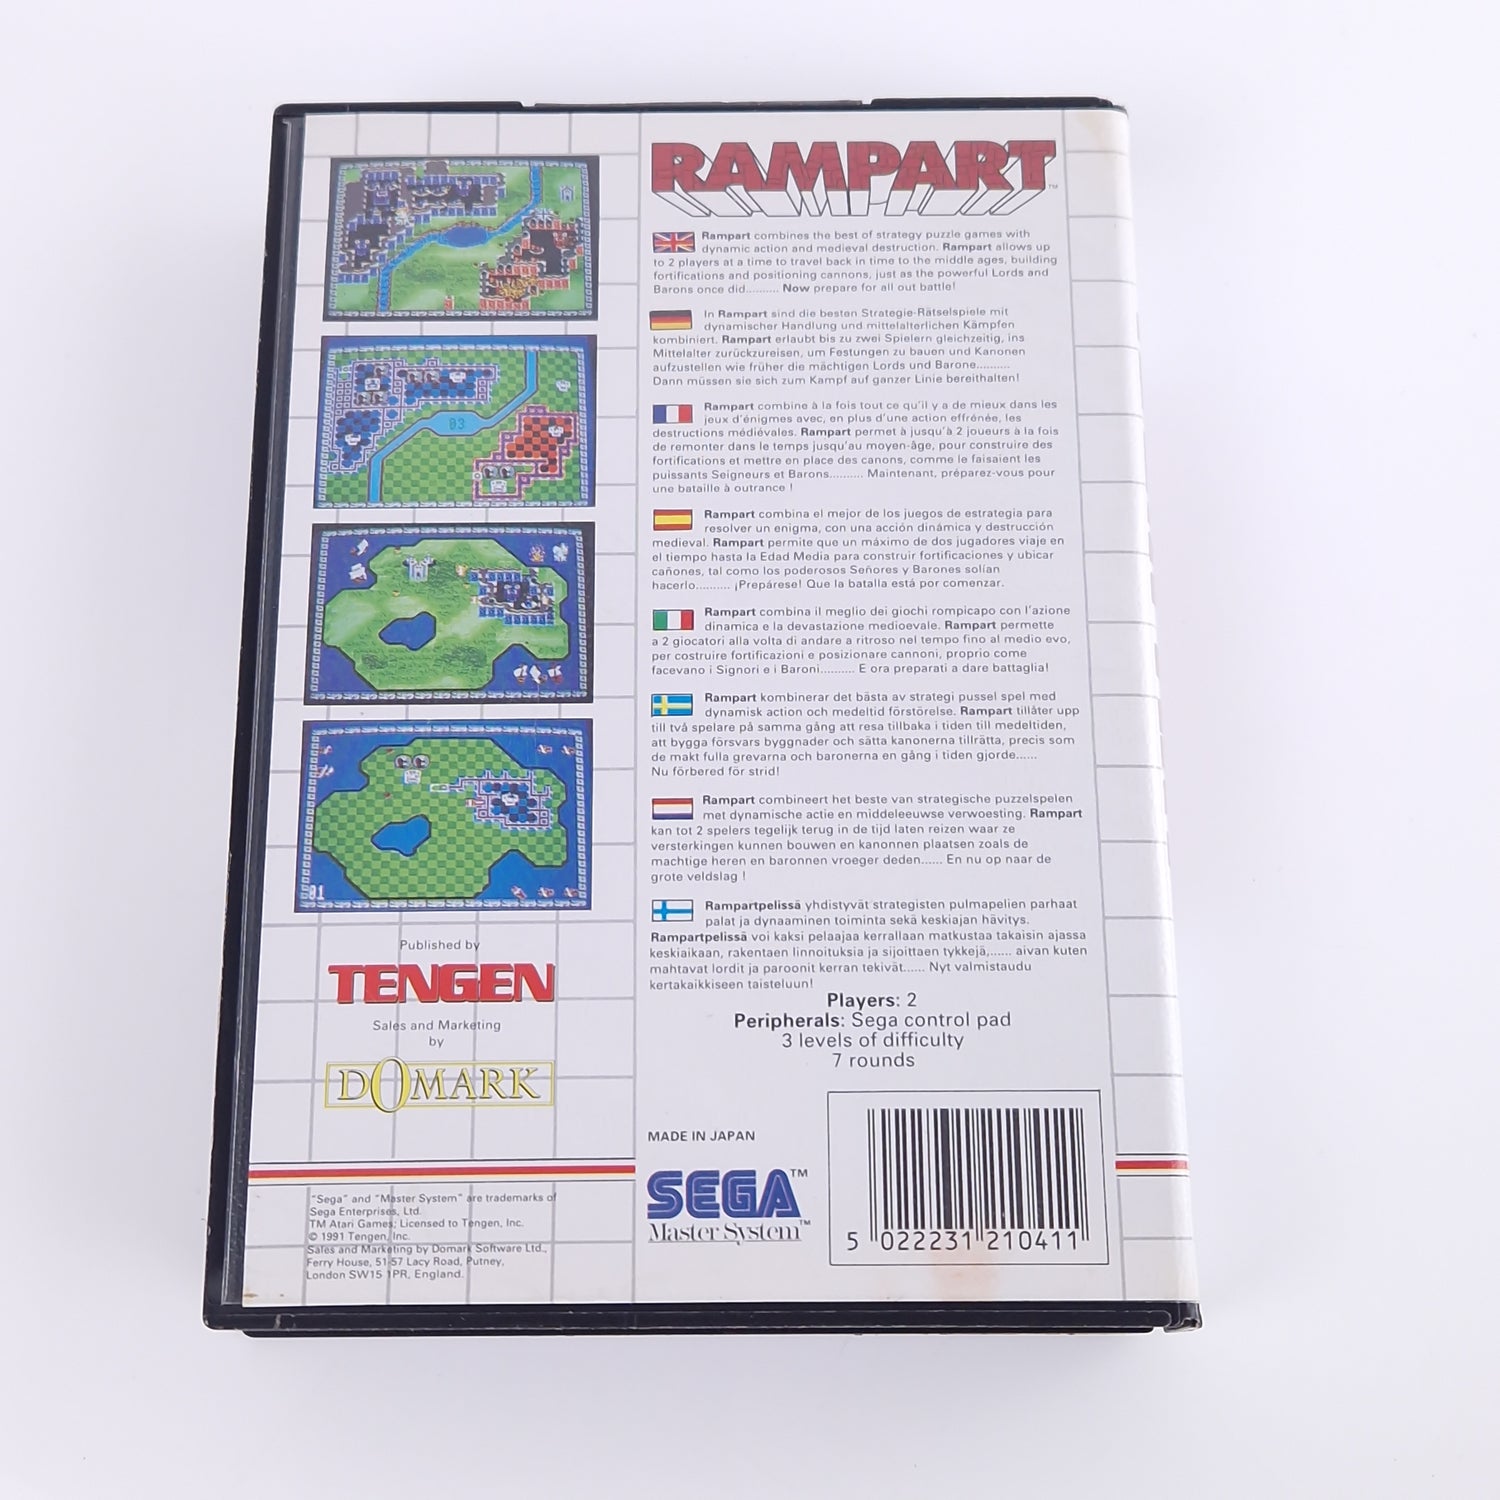 RAMPART™
Rampart combines the best of strategy puzzle games with
dynamic action and medieval destruction. Rampart allows up
to 2 players at a time to travel back in time to the middle ages, building
fortifications and positioning cannons, just as the powerful Lords and
Barons once did.......... Now prepare for all out battle!
In Rampart sind die besten Strategie-Rätselspiele mit
dynamischer Handlung und mittelalterlichen Kämpfen
kombiniert. Rampart erlaubt bis zu zwei Spielern gleichzeitig, ins
Mittelalter zurückzureisen, um Festungen zu bauen und Kanonen
aufzustellen wie früher die mächtigen Lords und Barone..........
Dann müssen sie sich zum Kampf auf ganzer Linie bereithalten!
Rampart combine à la fois tout ce qu'il y a de mieux dans les
jeux d'énigmes avec, en plus d'une action effrénée, les
destructions médiévales. Rampart permet à jusqu'à 2 joueurs à la fois
de remonter dans le temps jusqu'au moyen-âge, pour construire des
fortifications et mettre en place des canons, comme le faisaient les
puissants Seigneurs et Barons.......... Maintenant, préparez-vous pour
une bataille à outrance !
Rampart combina el mejor de los juegos de estrategia para
resolver un enigma, con una acción dinámica y destrucción
medieval. Rampart permite que un máximo de dos jugadores viaje en
el tiempo hasta la Edad Media para construir fortificaciones y ubicar
cañones, tal como los poderosos Señores y Barones solían
hacerlo.......... ¡Prepárese! Que la batalla está por comenzar.
Rampart combina il meglio dei giochi rompicapo con l'azione
dinamica e la devastazione medioevale. Rampart permette
a 2 giocatori alla volta di andare a ritroso nel tempo fino al medio evo,
per costruire fortificazioni e posizionare cannoni, proprio come
facevano i Signori e i Baroni.......... E ora preparati a dare battaglia!
Rampart kombinerar det bästa av strategi pussel spel med
dynamisk action och medeltid förstörelse. Rampart tillåter upp
till två spelare på samma gång att resa tillbaka i tiden till medeltiden,
att bygga försvars byggnader och sätta kanonerna tillrätta, precis som
de makt fulla grevarna och baronerna en gång i tiden gjorde......
Nu förbered för strid!
Rampart combineert het beste van strategische puzzelspelen
met dynamische actie en middeleeuwse verwoesting. Rampart
kan tot 2 spelers tegelijk terug in de tijd laten reizen waar ze
versterkingen kunnen bouwen en kanonnen plaatsen zoals de
machtige heren en baronnen vroeger deden...... En nu op naar de
grote veldslag !
Rampartpelissä yhdistyvät strategisten pulmapelien parhaat
palat ja dynaaminen toiminta sekä keskiajan hävitys.
Rampartpelissä voi kaksi pelaajaa kerrallaan matkustaa takaisin ajassa
keskiaikaan, rakentaen linnoituksia ja sijoittaen tykkejä,...... aivan kuten
mahtavat lordit ja paroonit kerran tekivät...... Nyt valmistaudu
kertakaikkiseen taisteluun!
Players: 2
Peripherals: Sega control pad
3 levels of difficulty
7 rounds
03
01
Published by
TENGEN
Sales and Marketing
by
DOMARK
"Sega" and "Master System" are trademarks of
Sega Enterprises, Ltd.
TM Atari Games; Licensed to Tengen, Inc.
© 1991 Tengen, Inc.
Sales and Marketing by Domark Software Ltd.,
Ferry House, 51-57 Lacy Road, Putney,
London SW15 1PR, England.
MADE IN JAPAN
SEGA™
Master System™
5 022231 210411